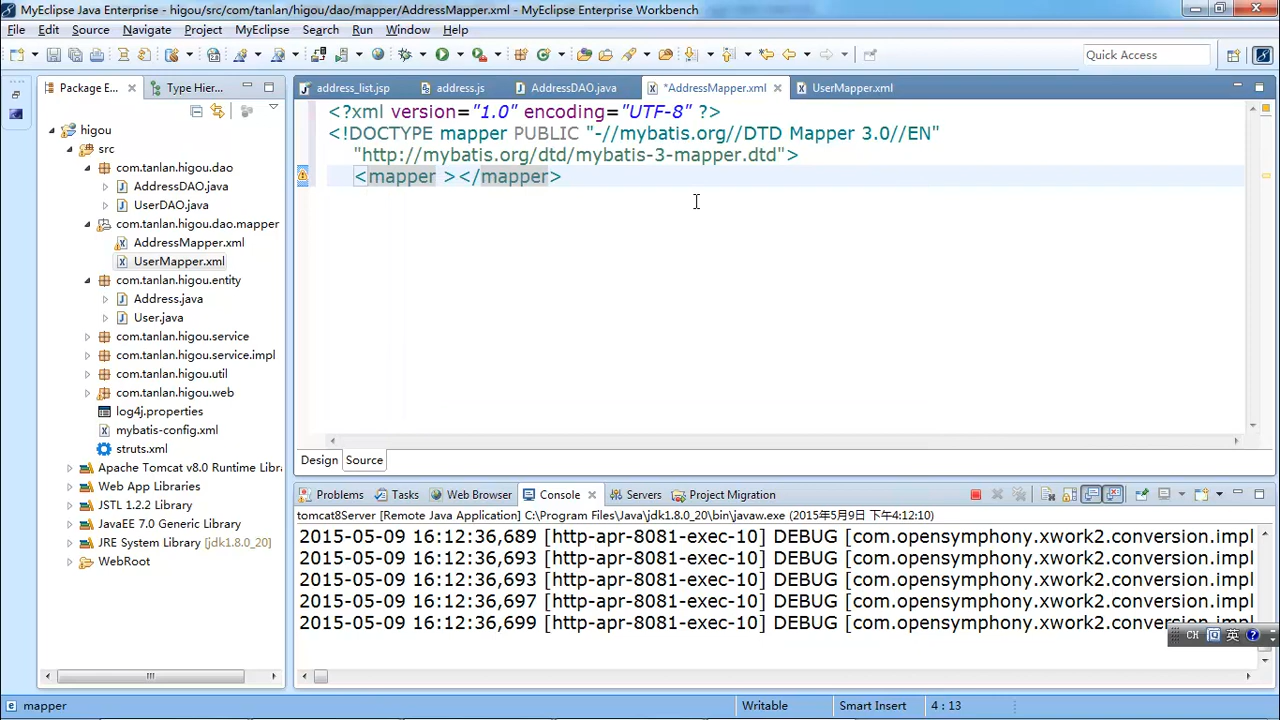 MyEclipse Java Enterprise - higou/src/com/tanlan/higou/dao/mapper/AddressMapper.xml - MyEclipse Enterprise Workbench
File Edit Source Navigate Project MyEclipse Search Run Window Help
Quick Access
Package E... Type Hier...
address_list.jsp address.js AddressDAO.java *AddressMapper.xml UserMapper.xml
higou
src
com.tanlan.higou.dao
AddressDAO.java
UserDAO.java
com.tanlan.higou.dao.mapper
AddressMapper.xml
UserMapper.xml
com.tanlan.higou.entity
Address.java
User.java
com.tanlan.higou.service
com.tanlan.higou.service.impl
com.tanlan.higou.util
com.tanlan.higou.web
log4j.properties
mybatis-config.xml
struts.xml
Apache Tomcat v8.0 Runtime Libra
Web App Libraries
JSTL 1.2.2 Library
JavaEE 7.0 Generic Library
JRE System Library [jdk1.8.0_20]
WebRoot
<?xml version="1.0" encoding="UTF-8" ?>
<!DOCTYPE mapper PUBLIC "-//mybatis.org//DTD Mapper 3.0//EN"
"http://mybatis.org/dtd/mybatis-3-mapper.dtd">
<mapper ></mapper>
Design Source
Problems Tasks Web Browser Console Servers Project Migration
tomcat8Server [Remote Java Application] C:\Program Files\Java\jdk1.8.0_20\bin\javaw.exe (2015年5月9日 下午4:12:10)
2015-05-09 16:12:36,689 [http-apr-8081-exec-10] DEBUG [com.opensymphony.xwork2.conversion.impl
2015-05-09 16:12:36,693 [http-apr-8081-exec-10] DEBUG [com.opensymphony.xwork2.conversion.impl
2015-05-09 16:12:36,693 [http-apr-8081-exec-10] DEBUG [com.opensymphony.xwork2.conversion.impl
2015-05-09 16:12:36,697 [http-apr-8081-exec-10] DEBUG [com.opensymphony.xwork2.conversion.impl
2015-05-09 16:12:36,699 [http-apr-8081-exec-10] DEBUG [com.opensymphony.xwork2.conversion.impl
CH 英
mapper Writable Smart Insert 4 : 13